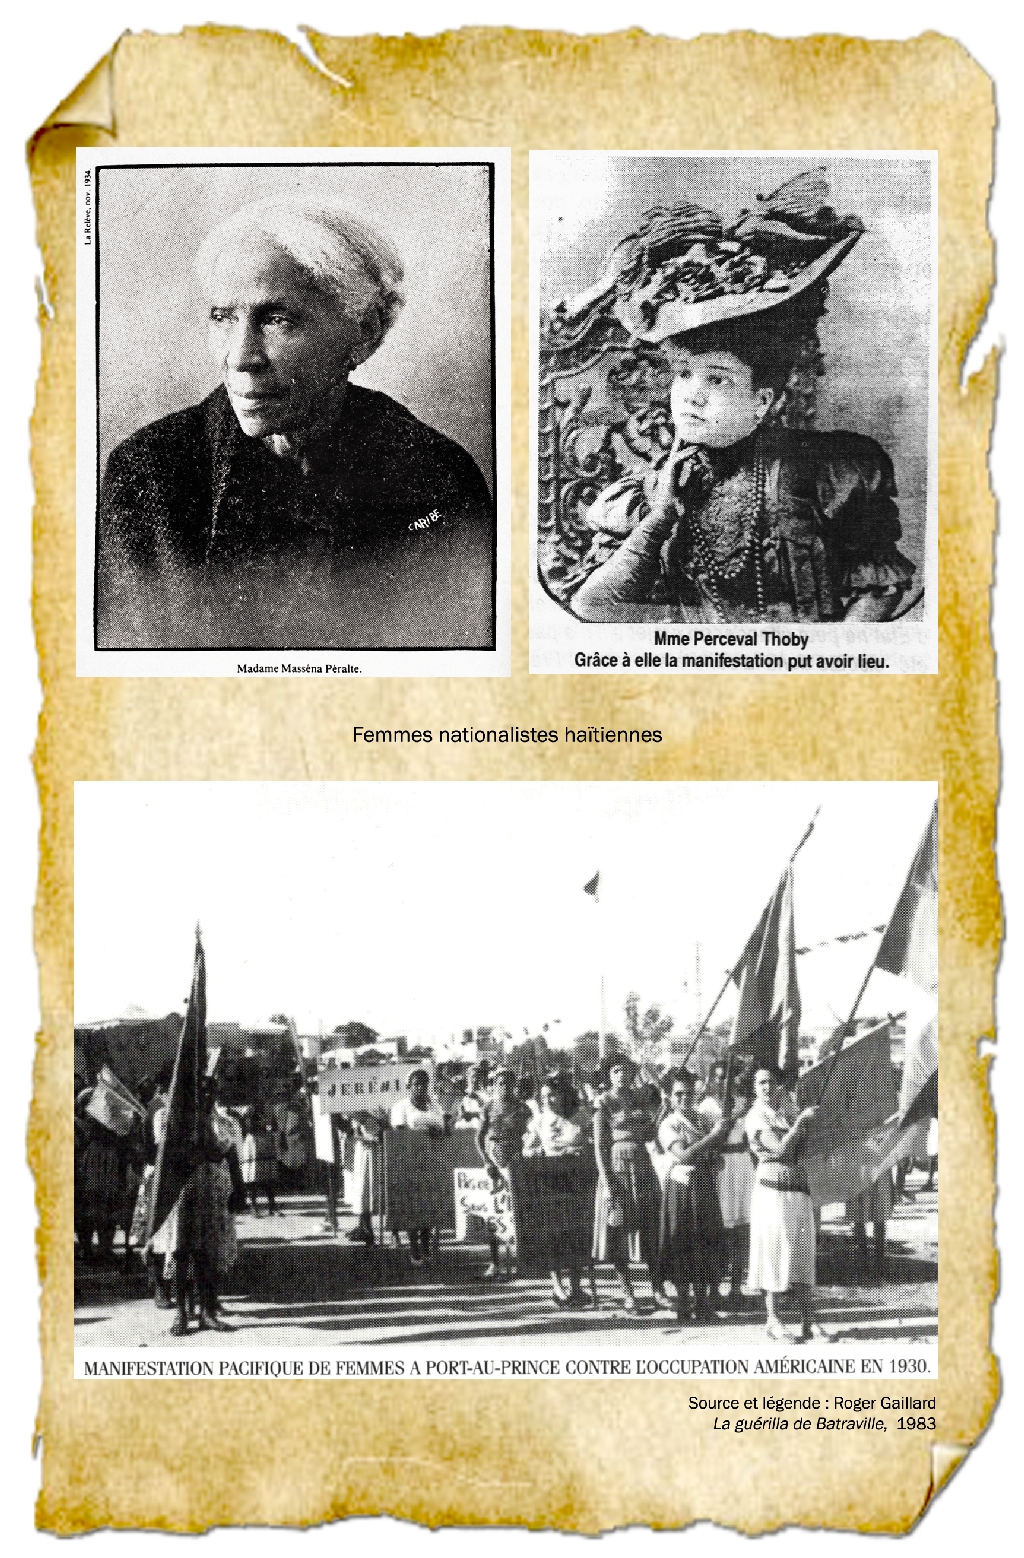 La Relève, nov. 1934
CARIBE
Madame Masséna Péralte.
Mme Perceval Thoby
Grâce à elle la manifestation put avoir lieu.
Femmes nationalistes haïtiennes
JÉRÉMI
MANIFESTATION PACIFIQUE DE FEMMES A PORT-AU-PRINCE CONTRE L'OCCUPATION AMÉRICAINE EN 1930.
Source et légende : Roger Gaillard
La guérilla de Batraville, 1983